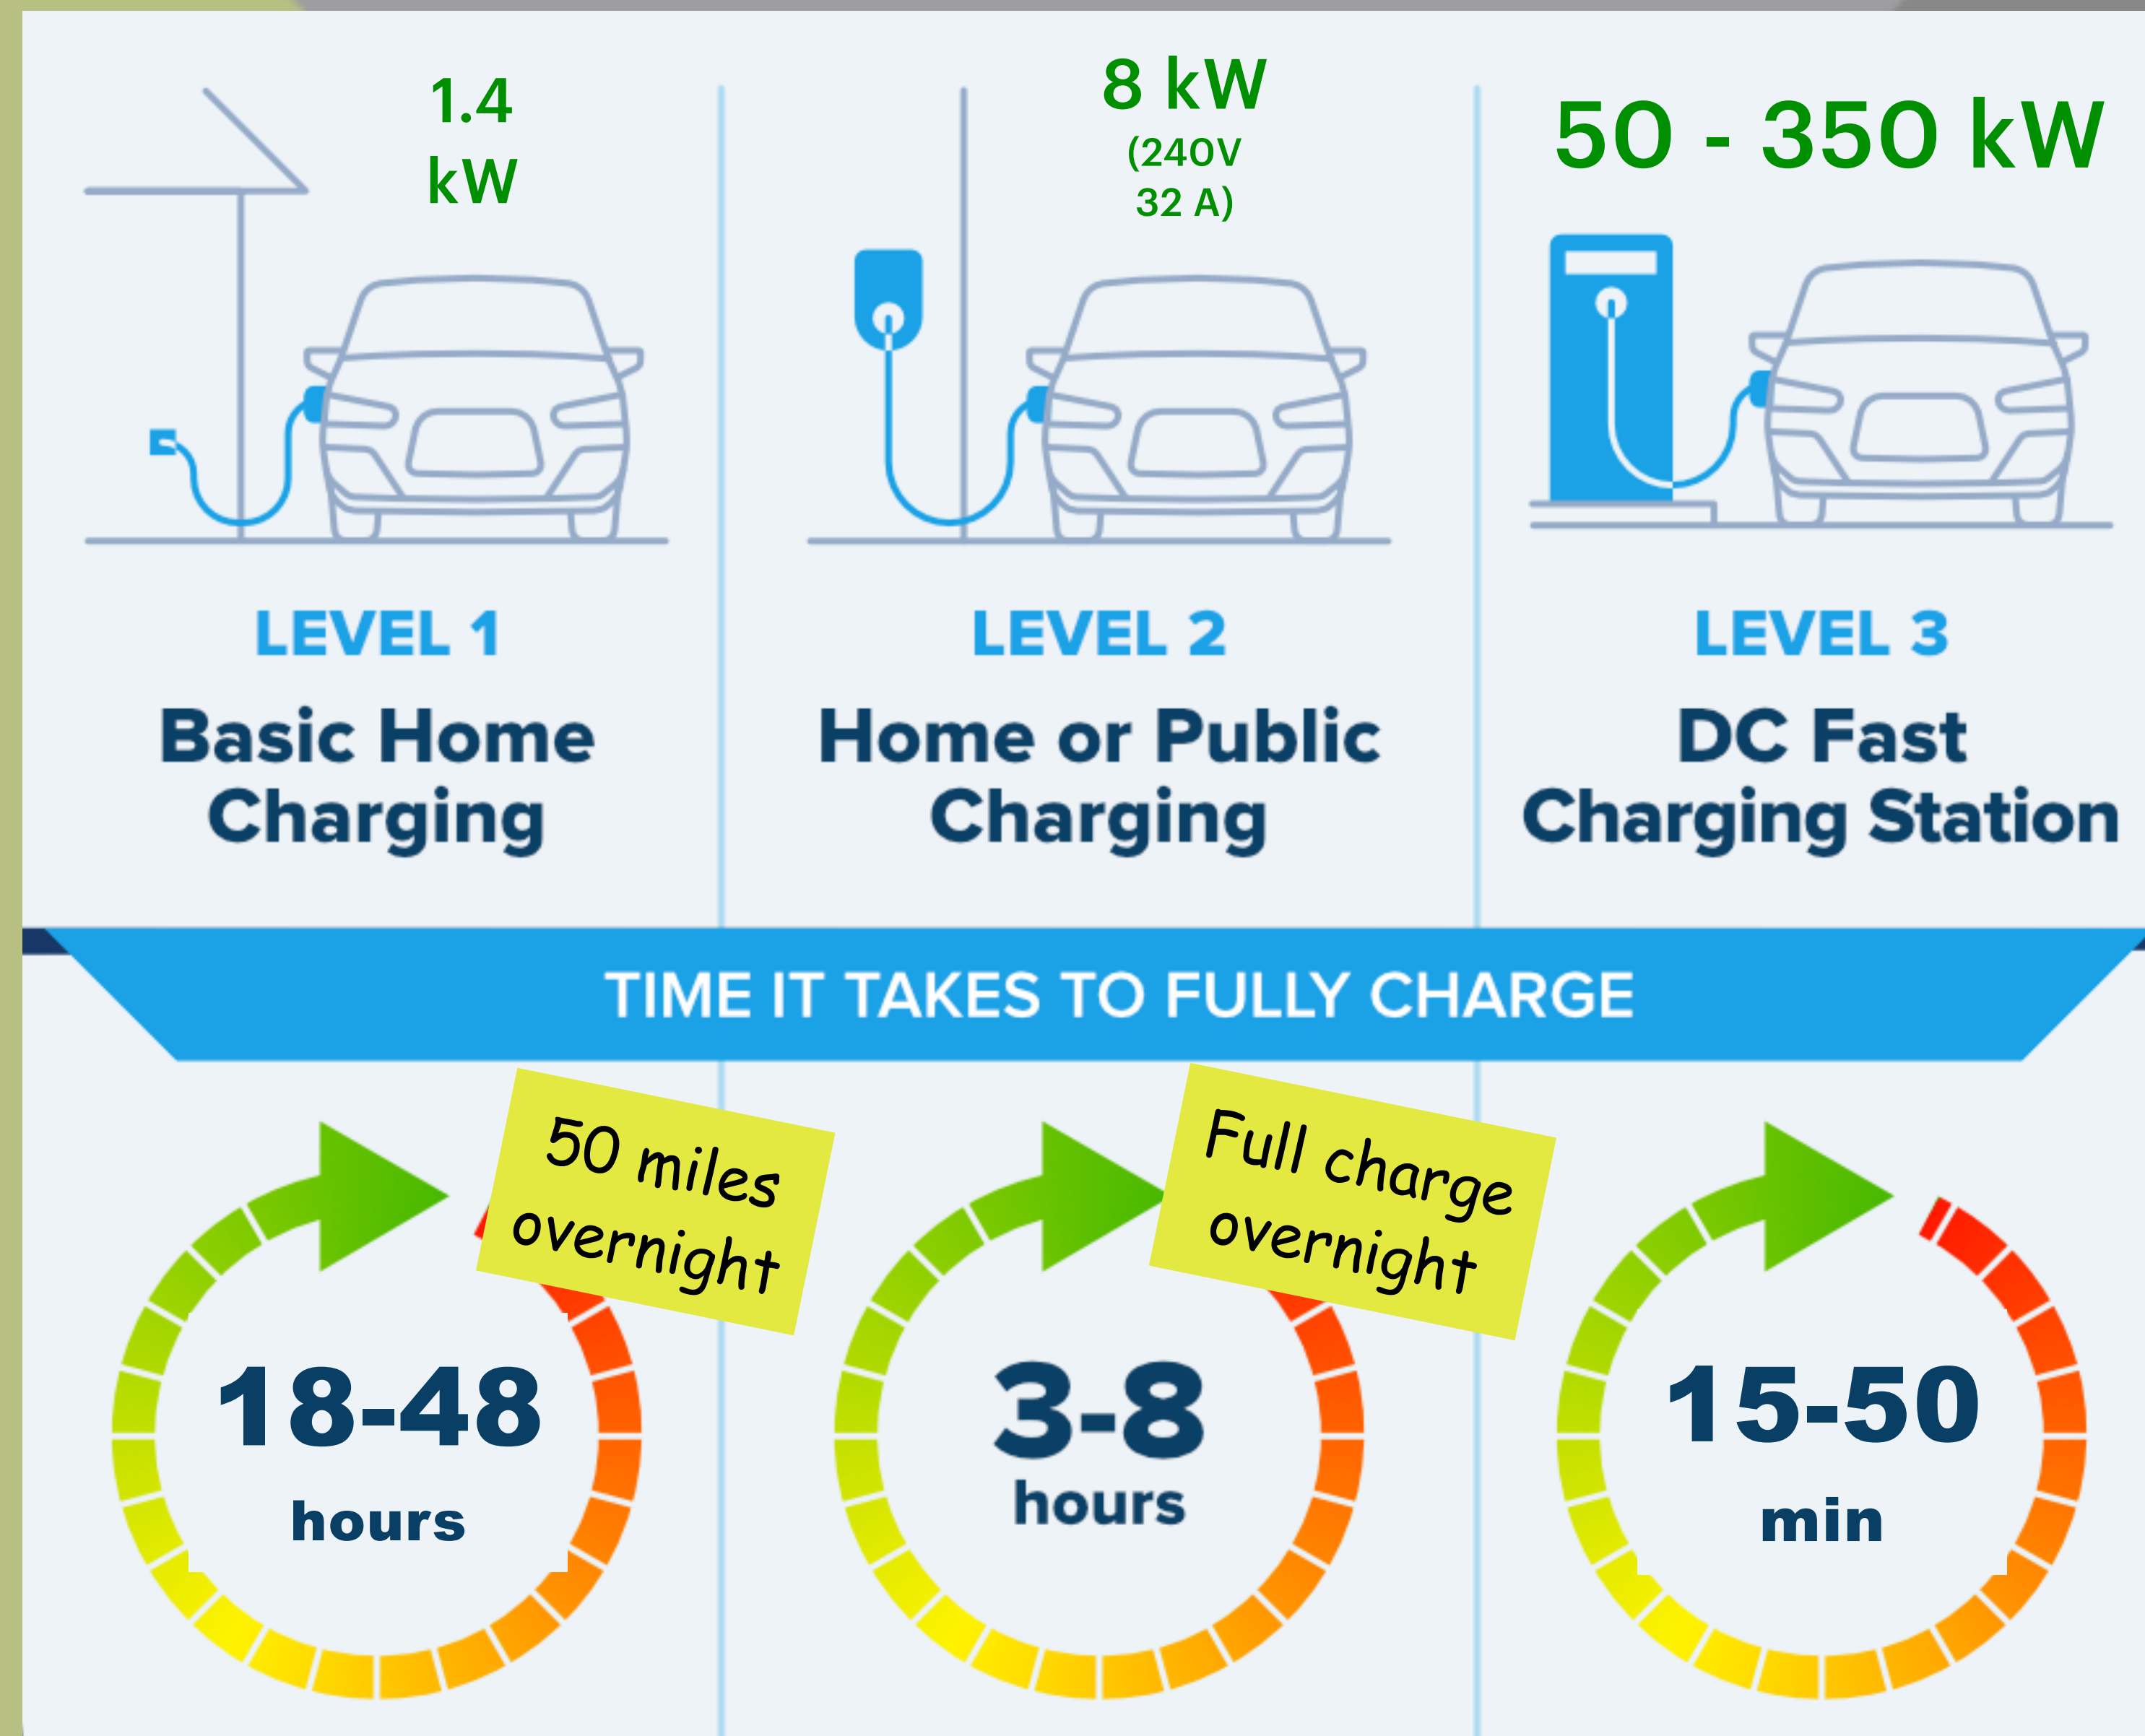 1.4
kW
8 kW
(240V
32 A)
50 - 350 kW
LEVEL 1
Basic Home
Charging
LEVEL 2
Home or Public
Charging
LEVEL 3
DC Fast
Charging Station
TIME IT TAKES TO FULLY CHARGE
50 miles
overnight
18-48
hours
Full charge
overnight
3-8
hours
15-50
min